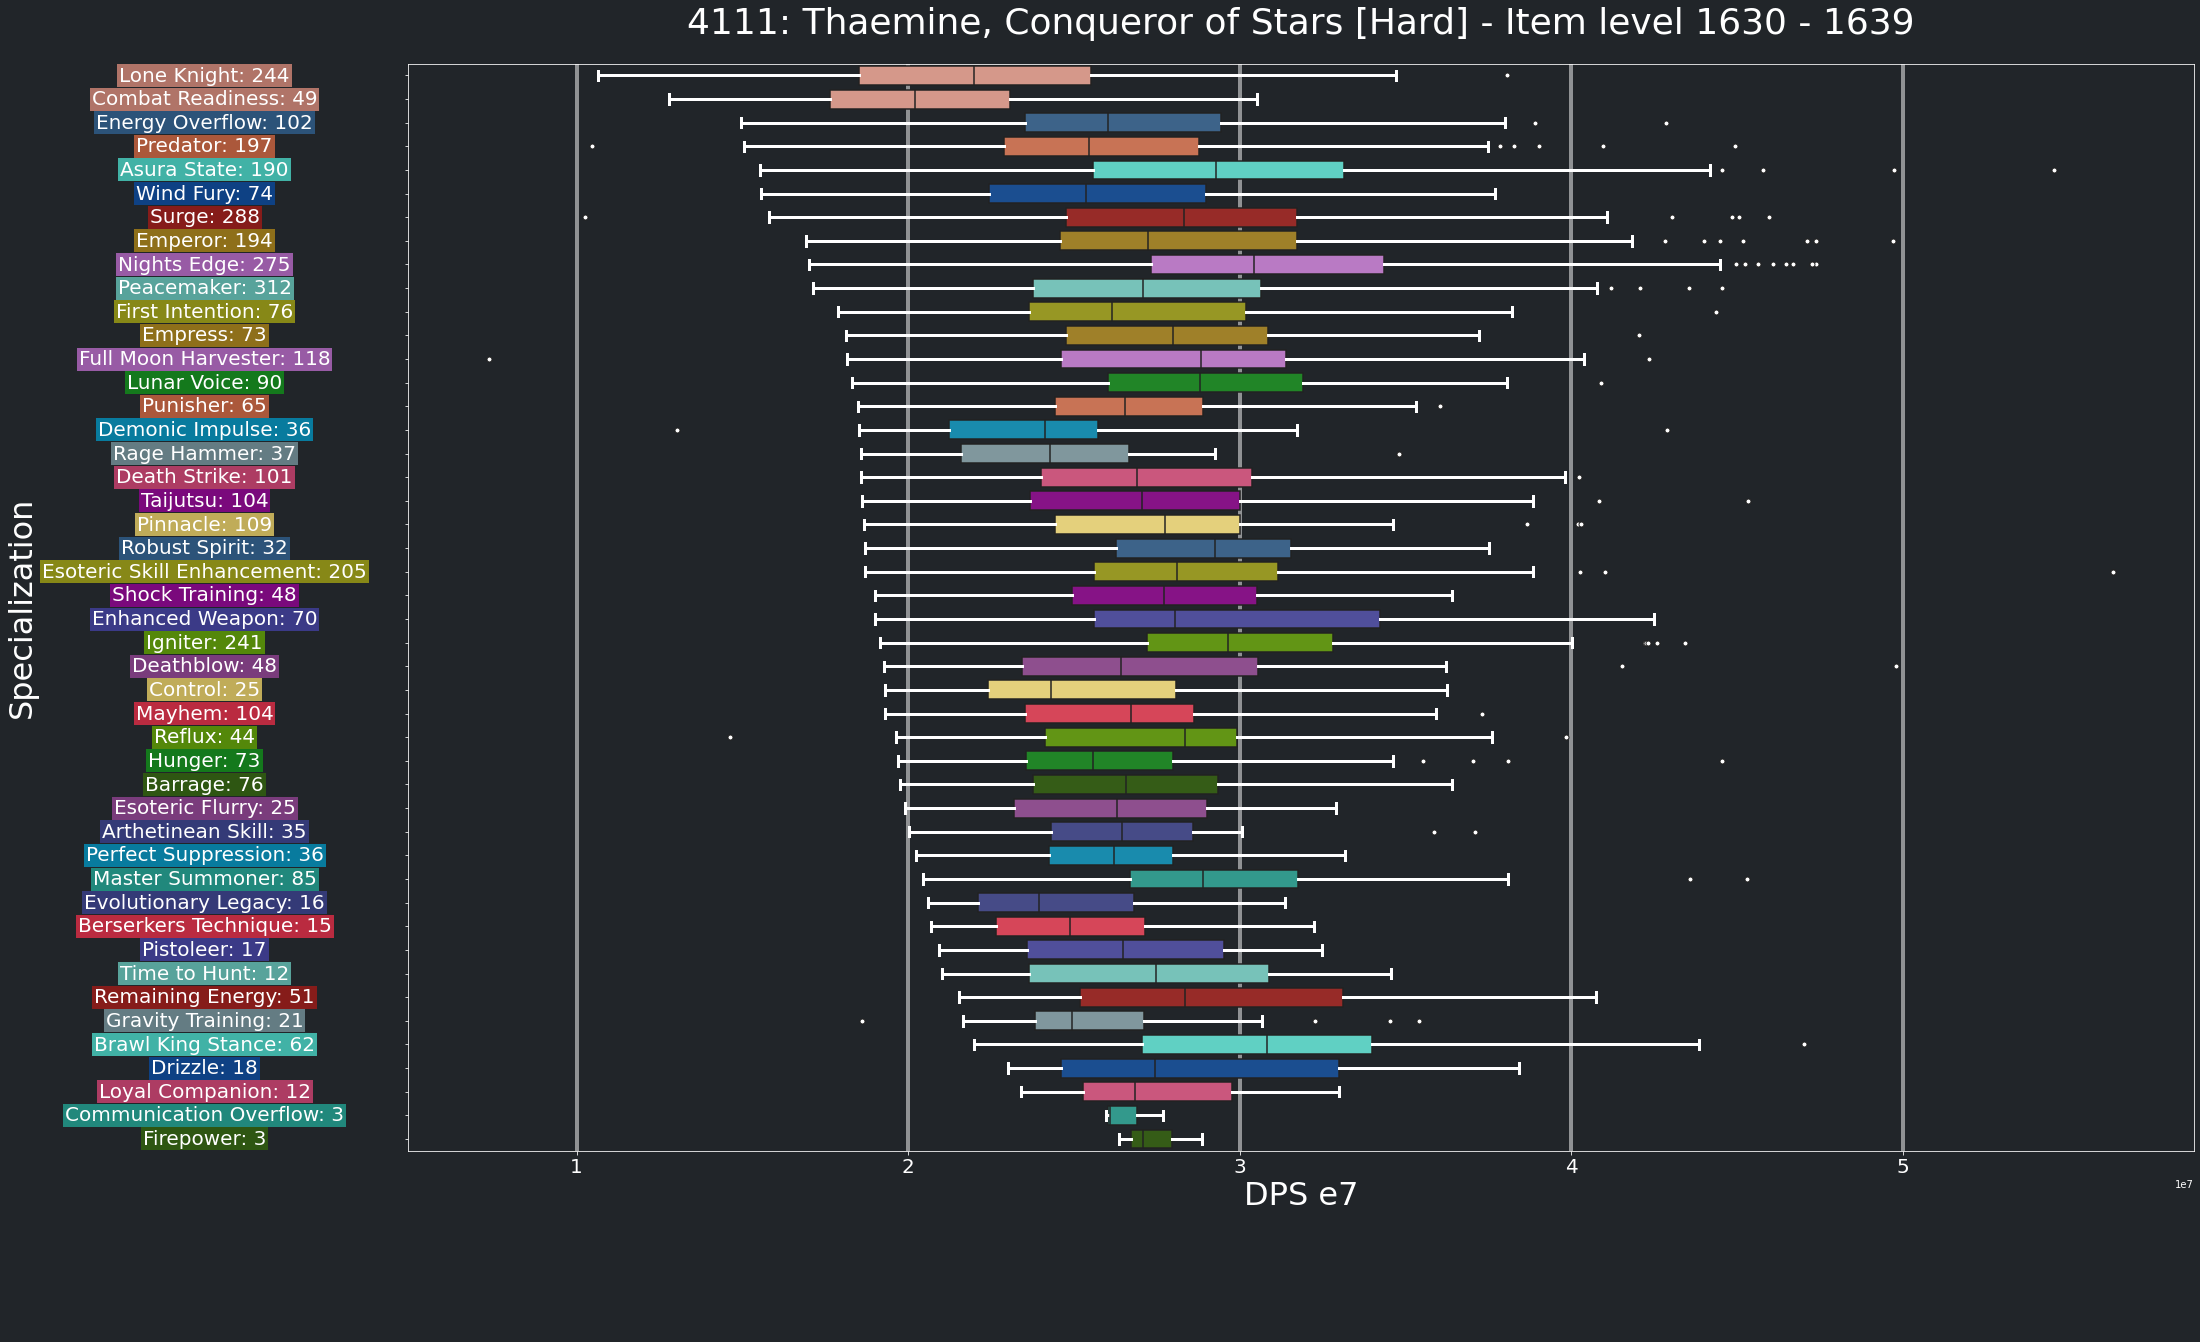 4111: Thaemine, Conqueror of Stars [Hard] - Item level 1630 - 1639
Specialization
Lone Knight: 244
Combat Readiness: 49
Energy Overflow: 102
Predator: 197
Asura State: 190
Wind Fury: 74
Surge: 288
Emperor: 194
Nights Edge: 275
Peacemaker: 312
First Intention: 76
Empress: 73
Full Moon Harvester: 118
Lunar Voice: 90
Punisher: 65
Demonic Impulse: 36
Rage Hammer: 37
Death Strike: 101
Taijutsu: 104
Pinnacle: 109
Robust Spirit: 32
Esoteric Skill Enhancement: 205
Shock Training: 48
Enhanced Weapon: 70
Igniter: 241
Deathblow: 48
Control: 25
Mayhem: 104
Reflux: 44
Hunger: 73
Barrage: 76
Esoteric Flurry: 25
Arthetinean Skill: 35
Perfect Suppression: 36
Master Summoner: 85
Evolutionary Legacy: 16
Berserkers Technique: 15
Pistoleer: 17
Time to Hunt: 12
Remaining Energy: 51
Gravity Training: 21
Brawl King Stance: 62
Drizzle: 18
Loyal Companion: 12
Communication Overflow: 3
Firepower: 3
1 2 3 4 5
DPS e7
1e7